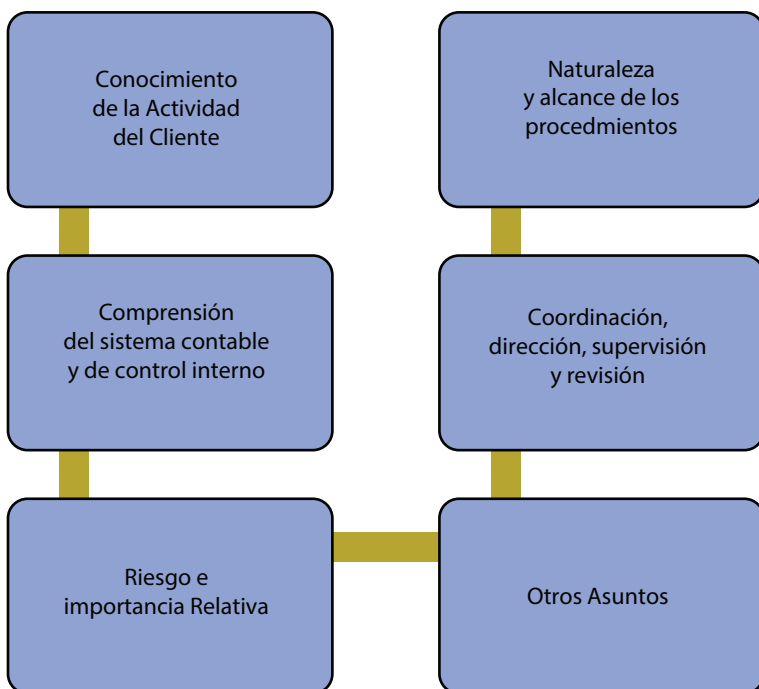 Conocimiento
de la Actividad
del Cliente
Naturaleza
y alcance de los
procedmientos
Comprensión
del sistema contable
y de control interno
Coordinación,
dirección, supervisión
y revisión
Riesgo e
importancia Relativa
Otros Asuntos